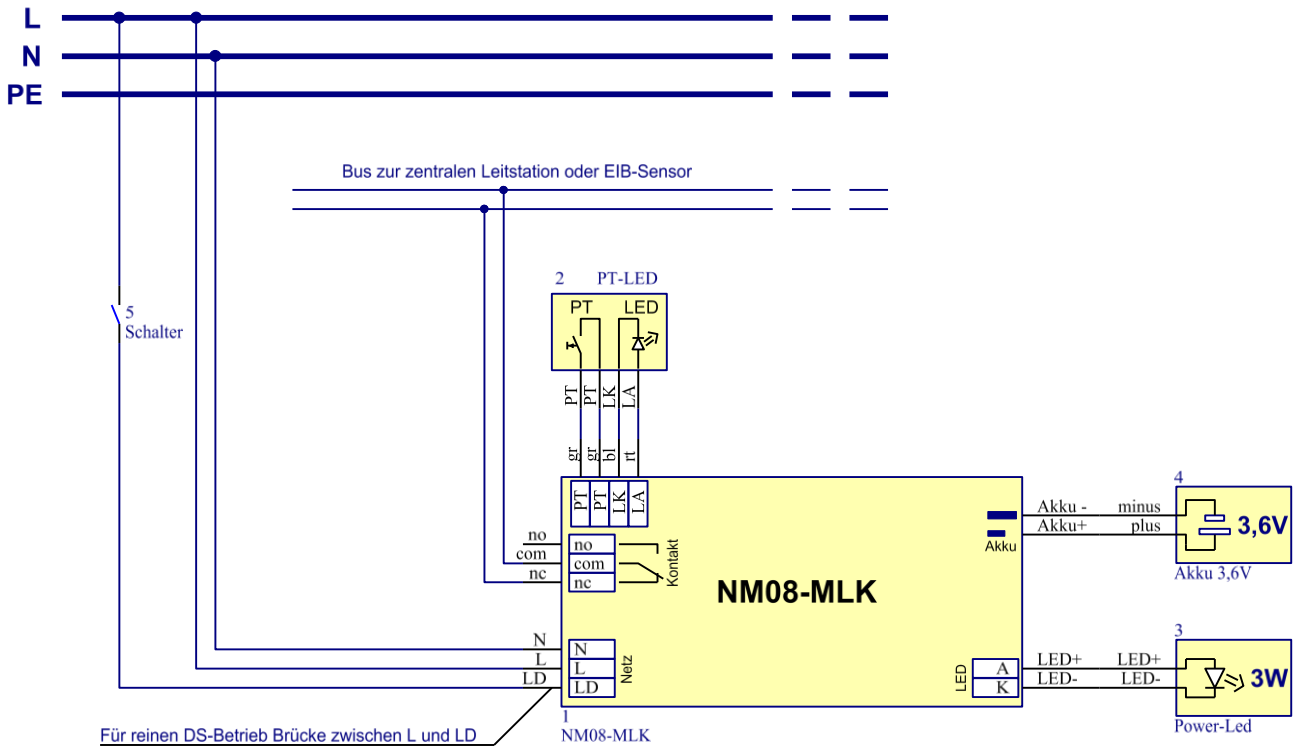 L
N
PE
Bus zur zentralen Leitstation oder EIB-Sensor
5
Schalter
2 PT-LED
PT LED
PT PT LK LA
gr gr bl rt
PT PT LK LA
no no
com com
nc nc
Kontakt
N N
L L
LD LD
Netz
NM08-MLK
Akku
Akku - minus
Akku+ plus
4
3,6V
Akku 3,6V
LED
A
K
LED+ LED+
LED- LED-
3
3W
Power-Led
1
NM08-MLK
Für reinen DS-Betrieb Brücke zwischen L und LD